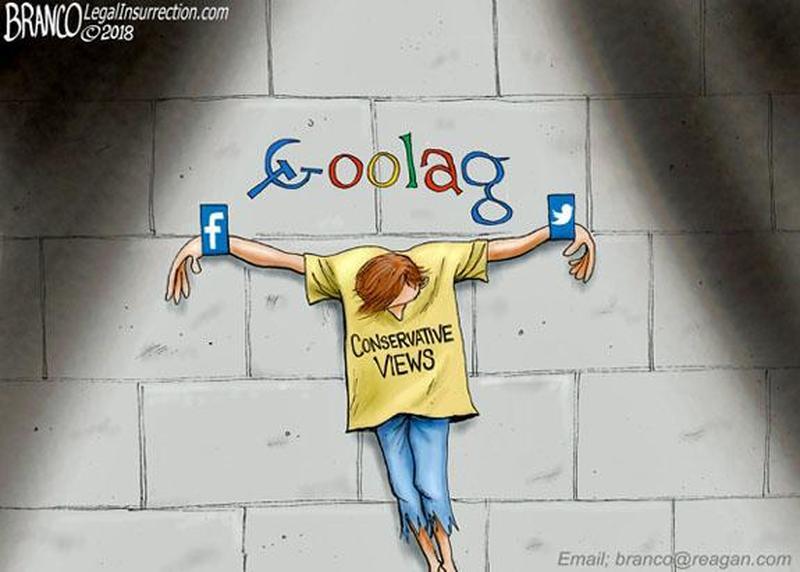 BRANCO LegalInsurrection.com
©2018
Goolag
f
CONSERVATIVE
VIEWS
Email; branco@reagan.com